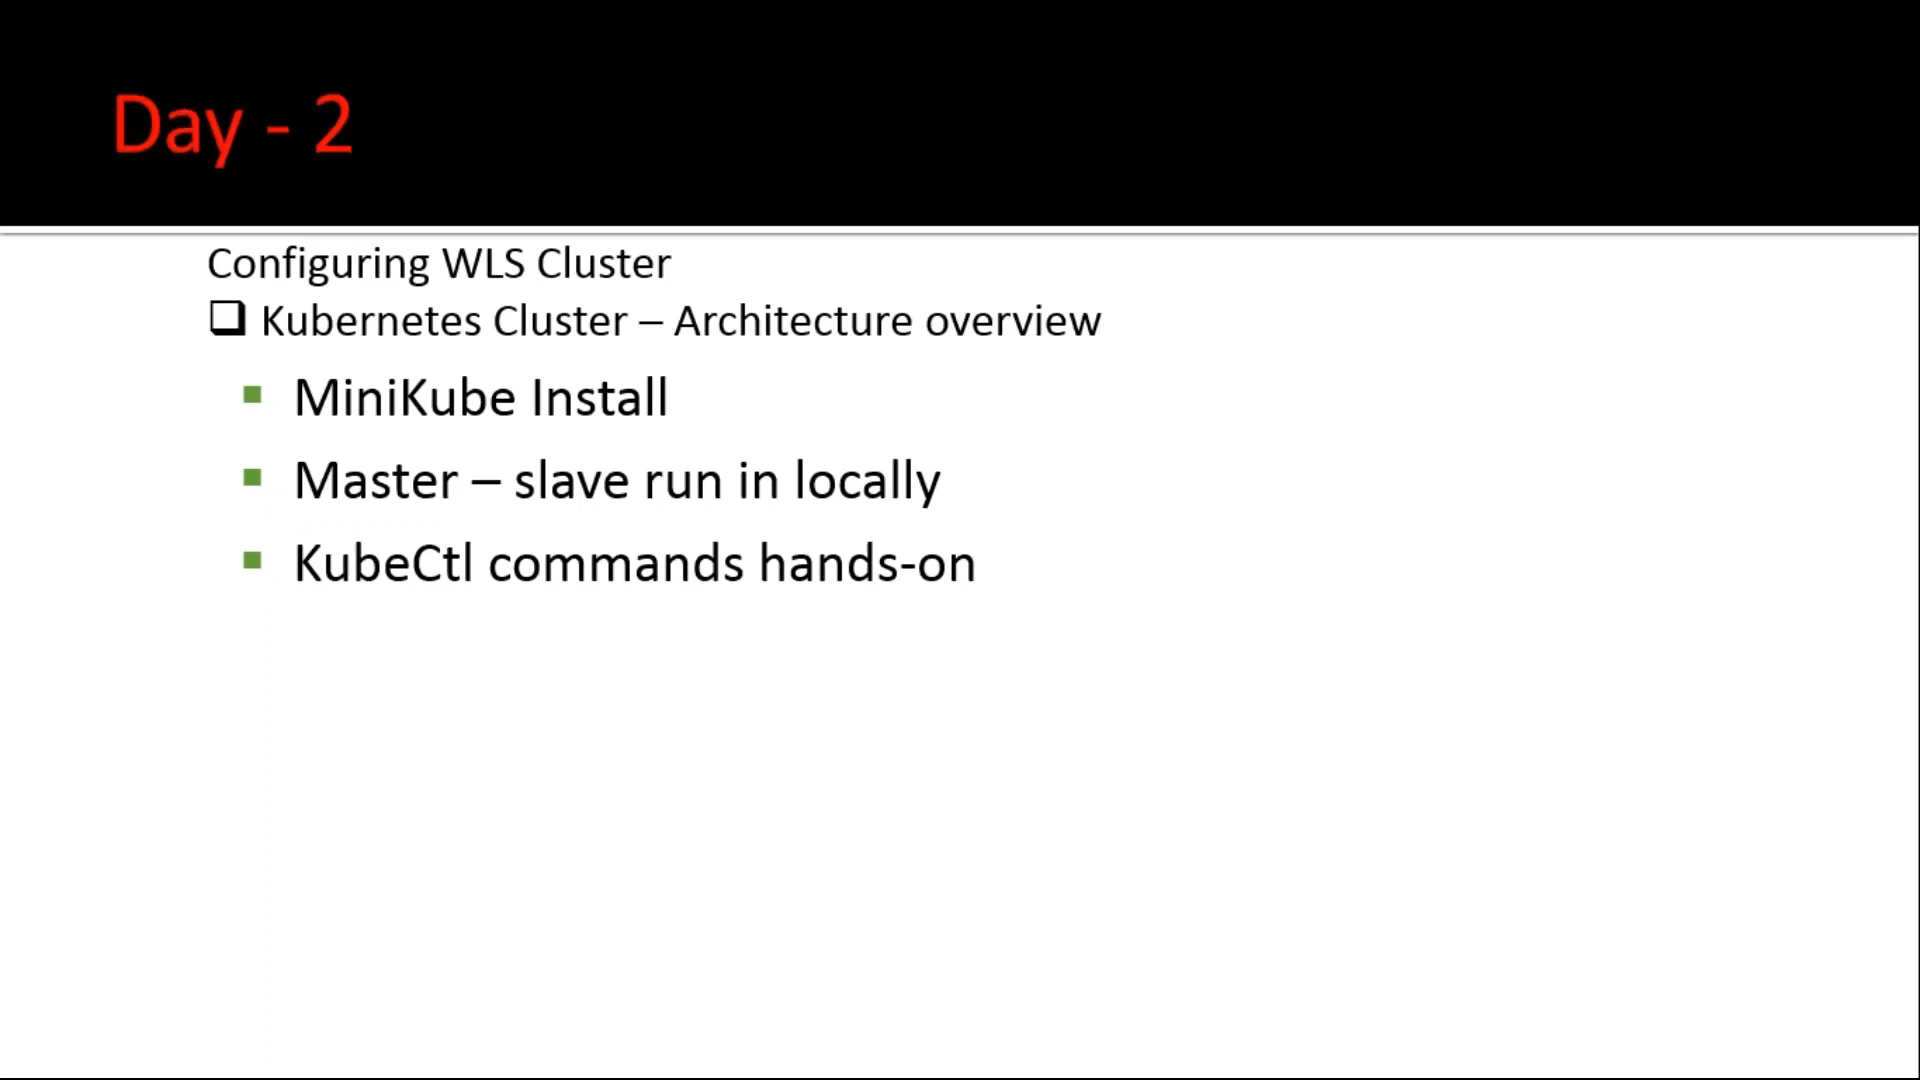 Day - 2
Configuring WLS Cluster
❑ Kubernetes Cluster – Architecture overview
▪ MiniKube Install
▪ Master – slave run in locally
▪ KubeCtl commands hands-on